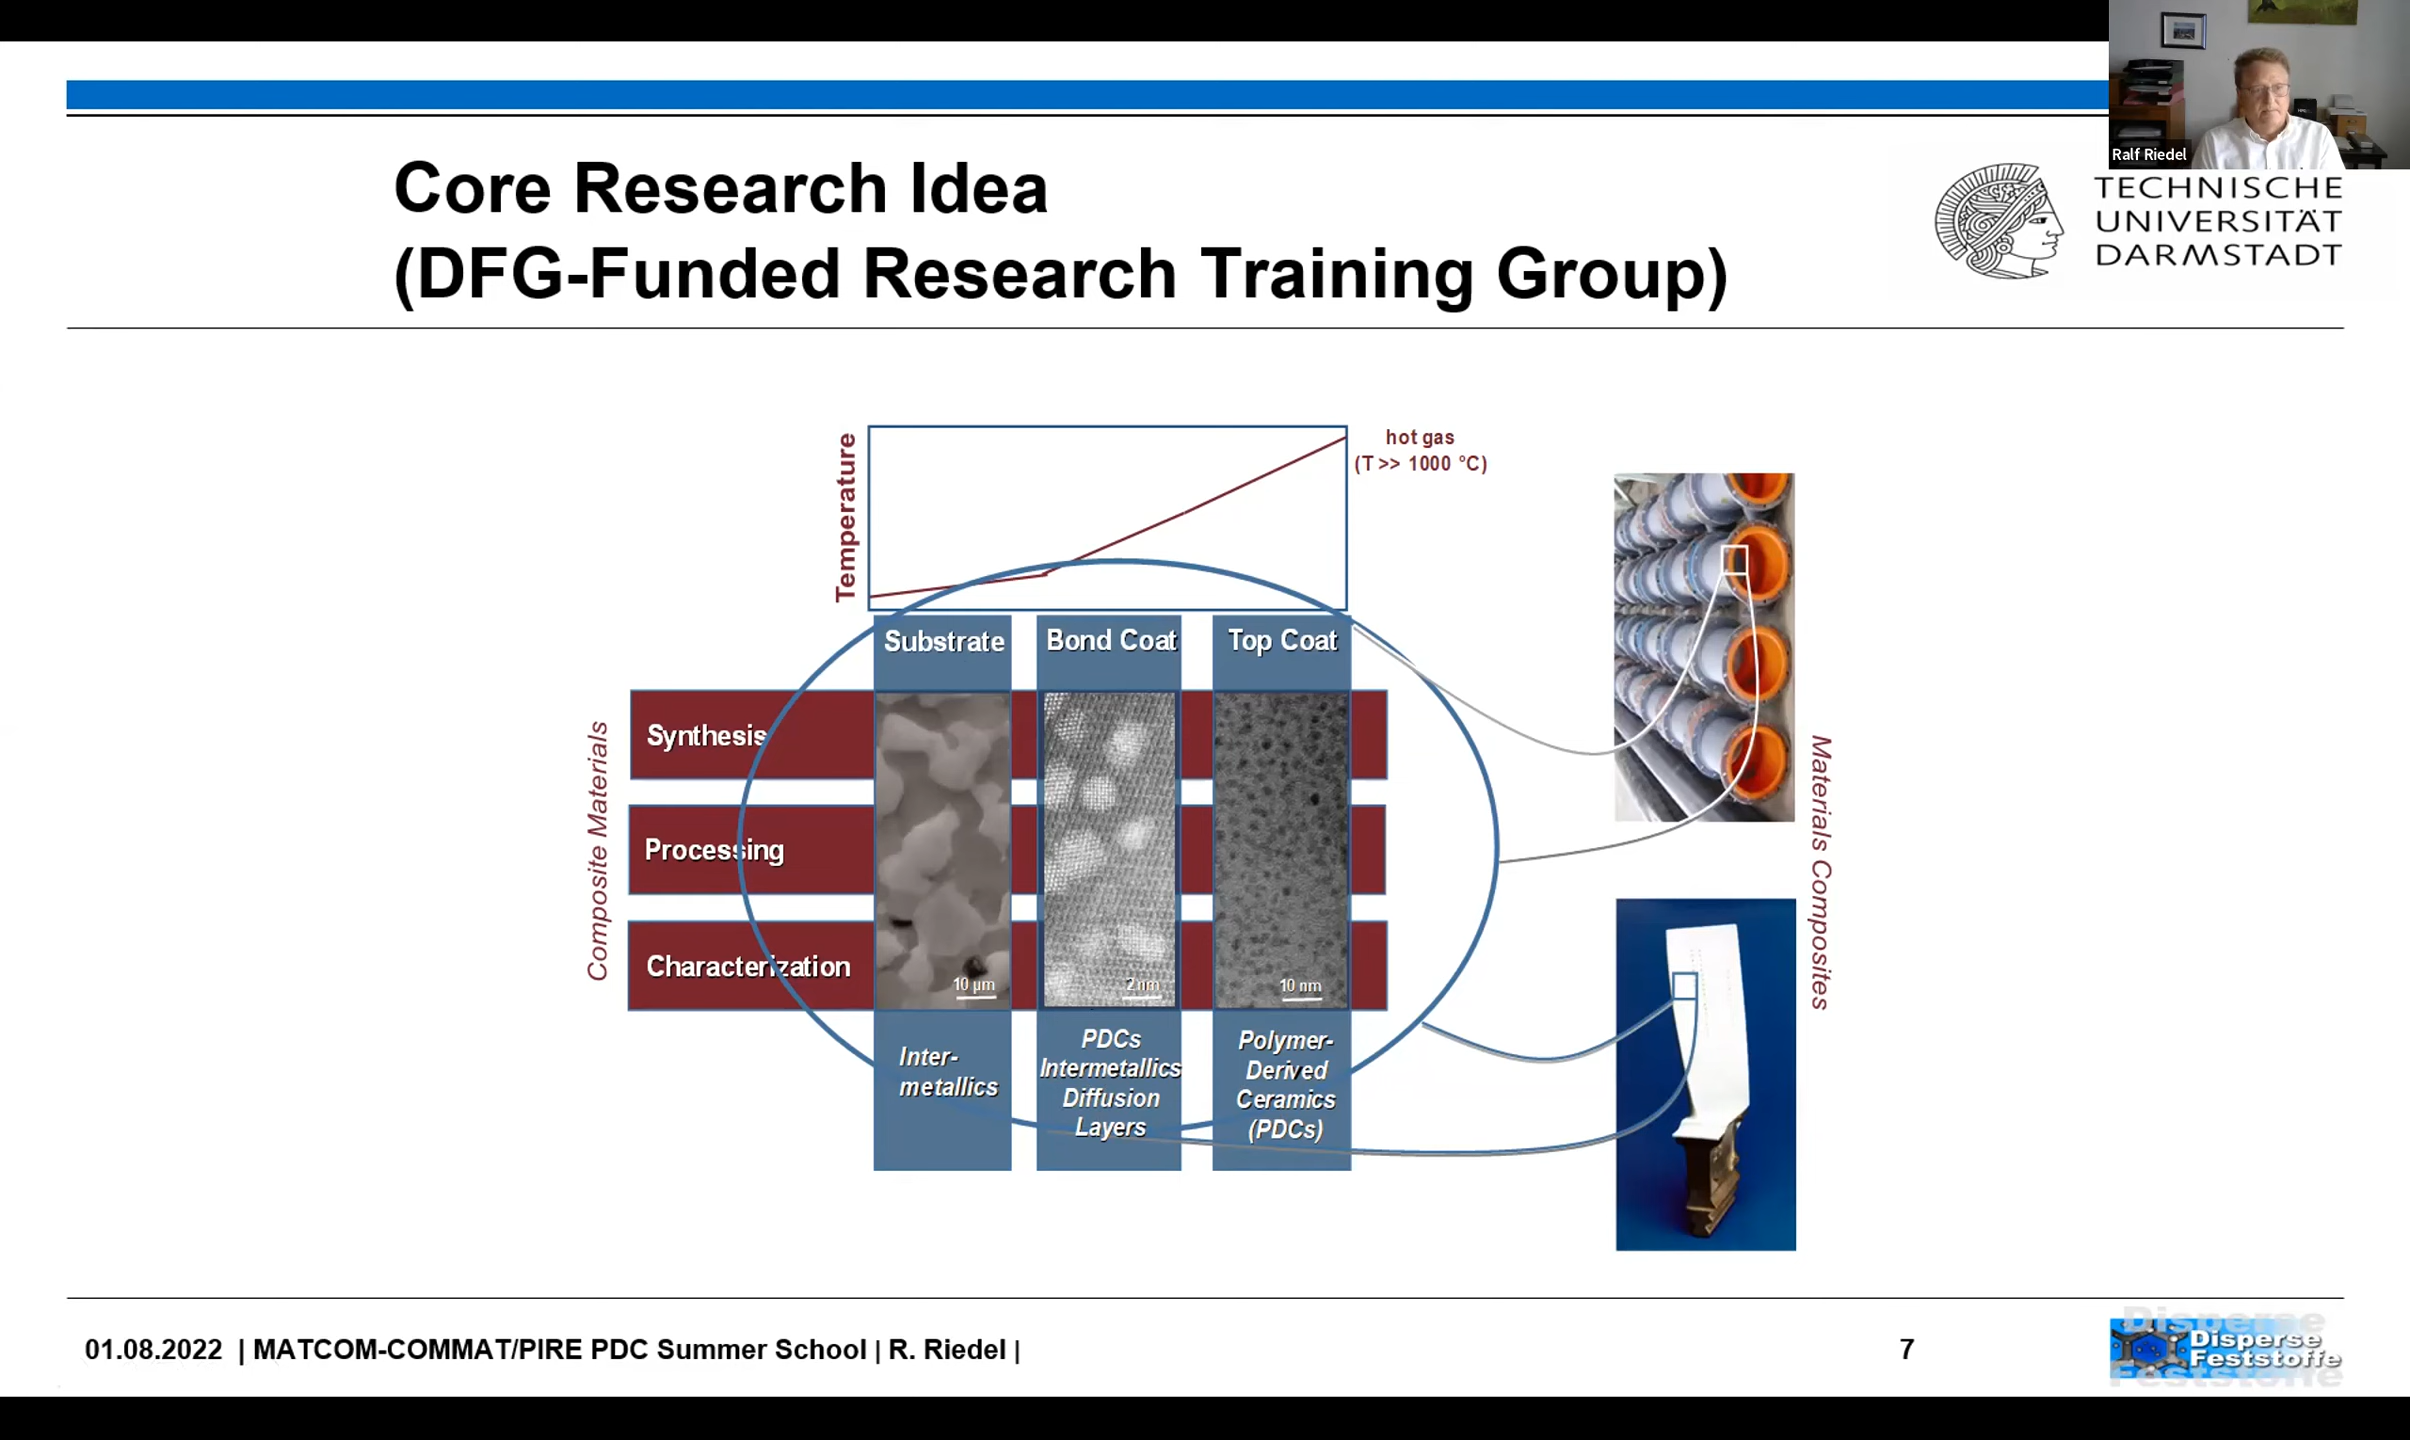 Ralf Riedel
Core Research Idea
(DFG-Funded Research Training Group)
TECHNISCHE
UNIVERSITÄT
DARMSTADT
Temperature
hot gas
(T >> 1000 °C)
Substrate
Bond Coat
Top Coat
Composite Materials
Synthesis
Processing
Characterization
10 µm
2 nm
10 nm
Inter-
metallics
PDCs
Intermetallics
Diffusion
Layers
Polymer-
Derived
Ceramics
(PDCs)
Materials Composites
01.08.2022 | MATCOM-COMMAT/PIRE PDC Summer School | R. Riedel |
7
Disperse
Disperse
Feststoffe
Feststoffe